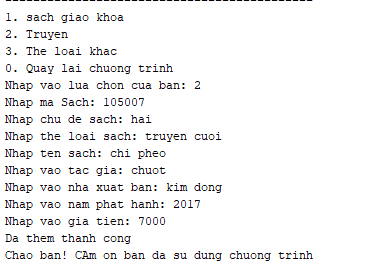 1. sach giao khoa
2. Truyen
3. The loai khac
0. Quay lai chuong trinh
Nhap vao lua chon cua ban: 2
Nhap ma Sach: 105007
Nhap chu de sach: hai
Nhap the loai sach: truyen cuoi
Nhap ten sach: chi pheo
Nhap vao tac gia: chuot
Nhap vao nha xuat ban: kim dong
Nhap vao nam phat hanh: 2017
Nhap vao gia tien: 7000
Da them thanh cong
Chao ban! CAm on ban da su dung chuong trinh